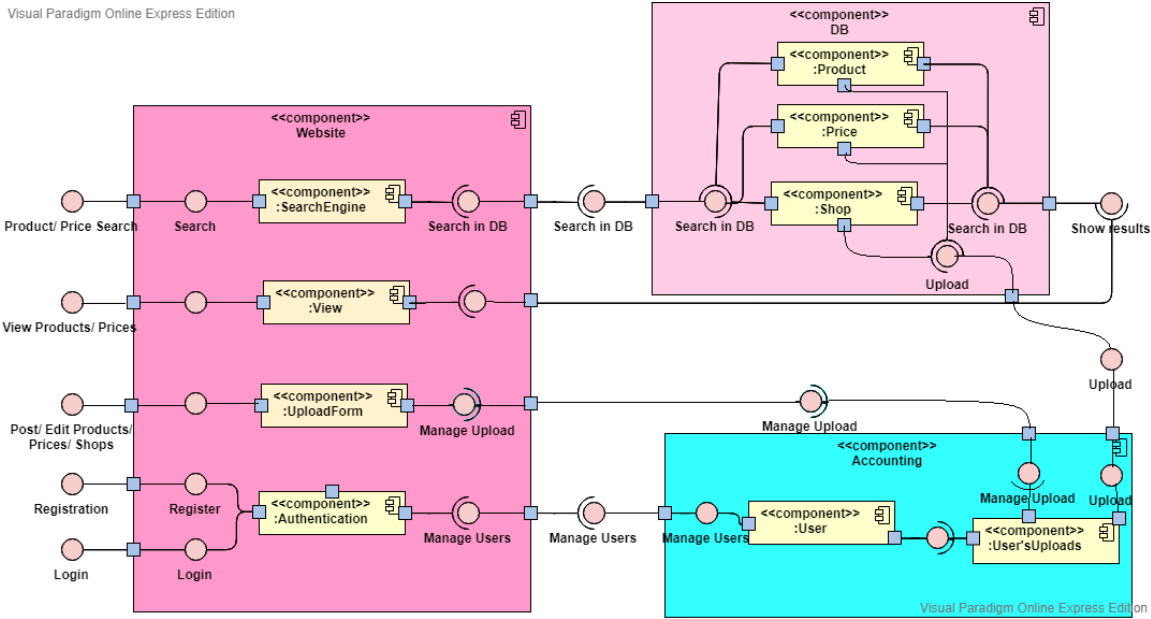 Visual Paradigm Online Express Edition
<<component>>
DB
<<component>>
:Product
<<component>>
:Price
<<component>>
:Shop
Search in DB
Search in DB
Upload
<<component>>
Website
Product/ Price Search
Search
<<component>>
:SearchEngine
Search in DB
Search in DB
Show results
View Products/ Prices
<<component>>
:View
Post/ Edit Products/
Prices/ Shops
<<component>>
:UploadForm
Manage Upload
Manage Upload
Upload
Registration
Register
<<component>>
:Authentication
Manage Users
Manage Users
Login
Login
<<component>>
Accounting
Manage Upload
Upload
Manage Users
<<component>>
:User
<<component>>
:User'sUploads
Visual Paradigm Online Express Edition